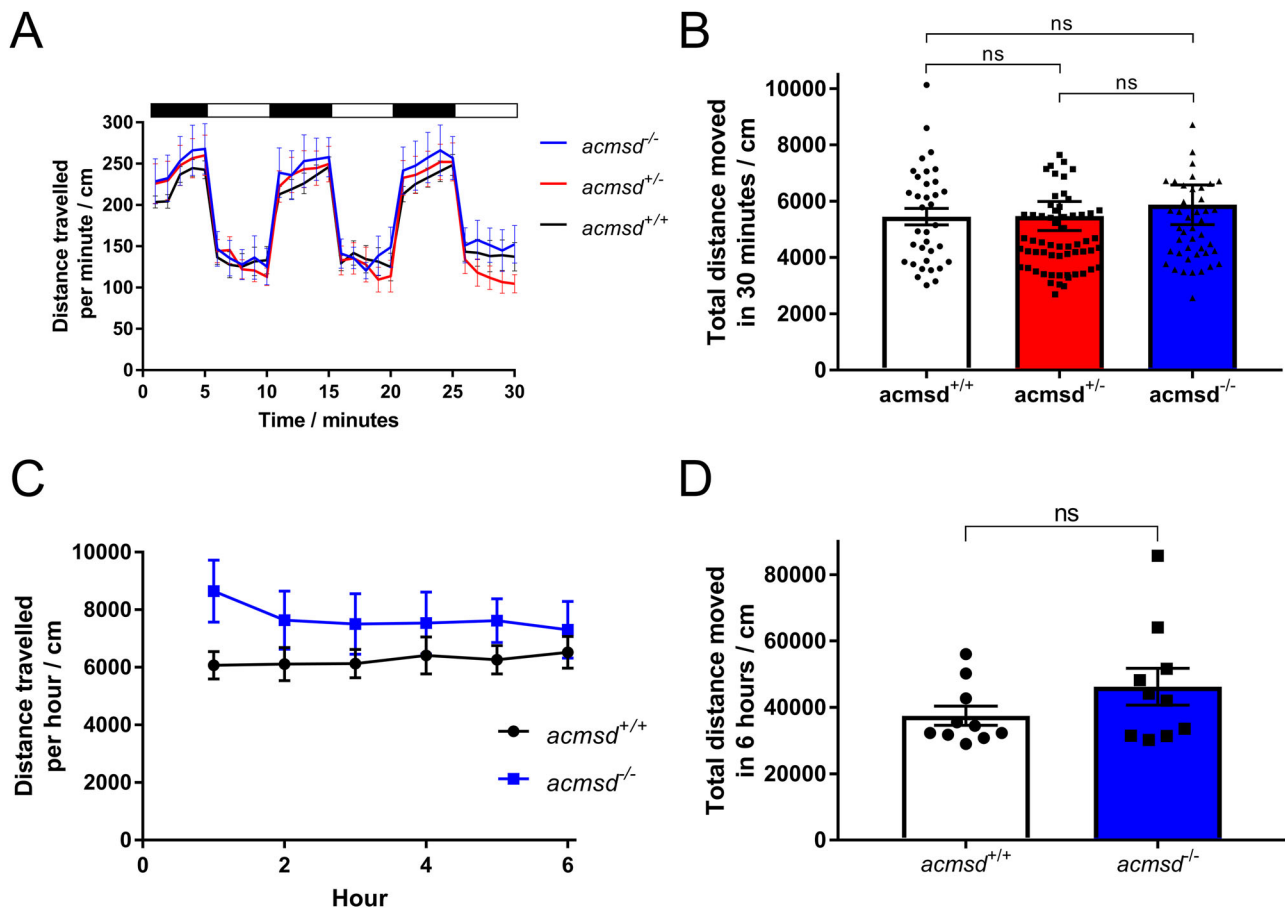 A
Distance travelled
per minute / cm
300
250
200
150
100
50
0
0 5 10 15 20 25 30
Time / minutes
acmsd-/-
acmsd+/-
acmsd+/+
B
ns
ns
ns
Total distance moved
in 30 minutes / cm
10000
8000
6000
4000
2000
0
acmsd+/+ acmsd+/- acmsd-/-
C
Distance travelled
per hour / cm
10000
8000
6000
4000
2000
0
0 2 4 6
Hour
acmsd+/+
acmsd-/-
D
ns
Total distance moved
in 6 hours / cm
80000
60000
40000
20000
0
acmsd+/+ acmsd-/-